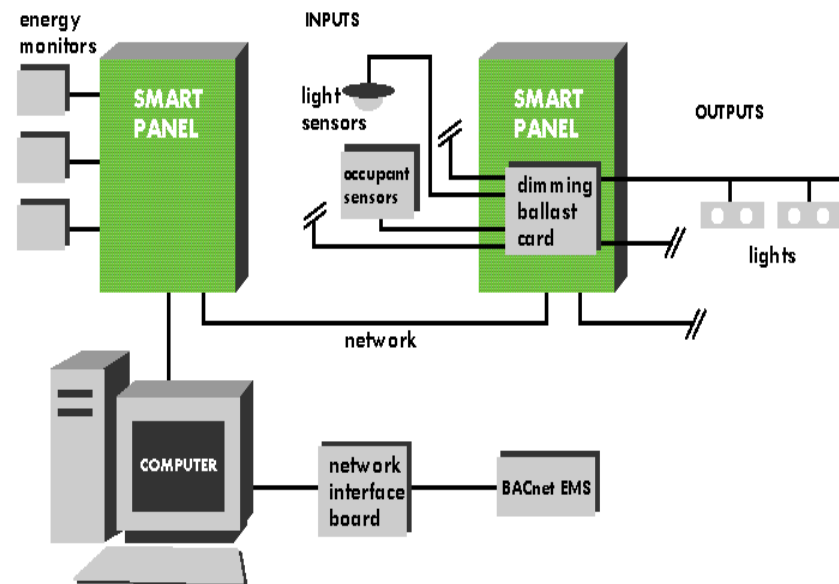 energy
monitors
SMART
PANEL
INPUTS
light
sensors
occupant
sensors
SMART
PANEL
dimming
ballast
card
OUTPUTS
lights
network
COMPUTER
network
interface
board
BACnet EMS